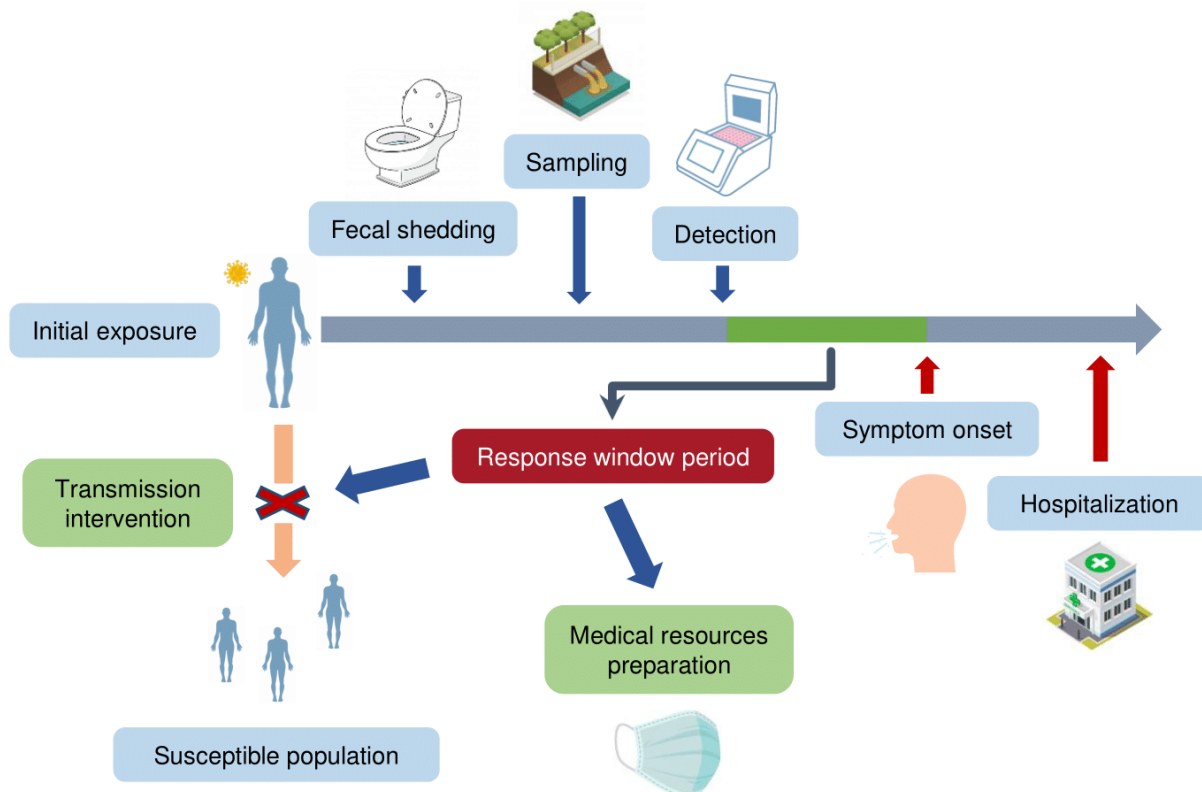 Sampling
Fecal shedding
Detection
Initial exposure
Symptom onset
Response window period
Transmission
intervention
Hospitalization
Medical resources
preparation
Susceptible population